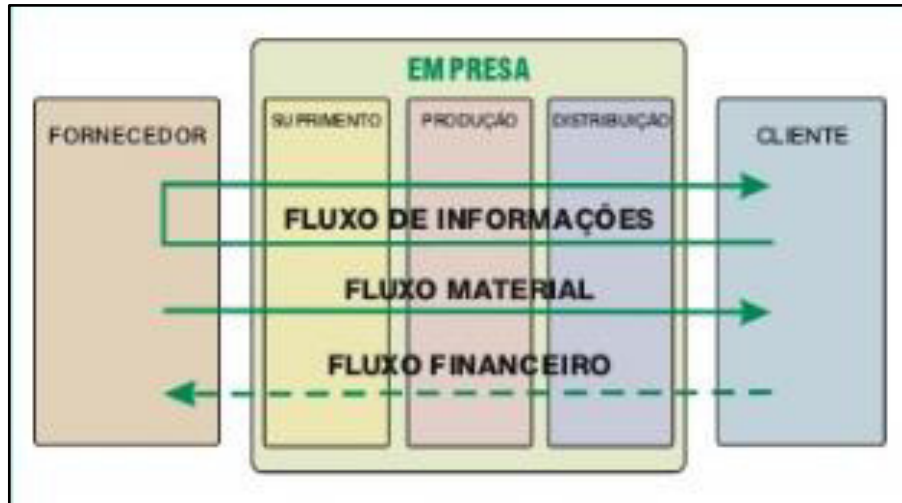 EMPRESA
FORNECEDOR
SUPRIMENTO
PRODUÇÃO
DISTRIBUIÇÃO
CLIENTE
FLUXO DE INFORMAÇÕES
FLUXO MATERIAL
FLUXO FINANCEIRO